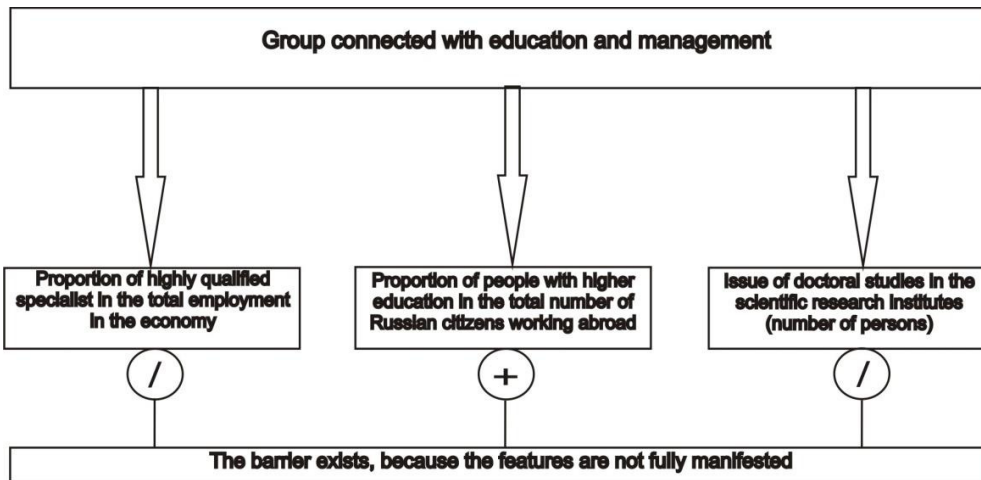 Group connected with education and management
Proportion of highly qualified
specialist in the total employment
in the economy
Proportion of people with higher
education in the total number of
Russian citizens working abroad
Issue of doctoral studies in the
scientific research institutes
(number of persons)
/
+
/
The barrier exists, because the features are not fully manifested